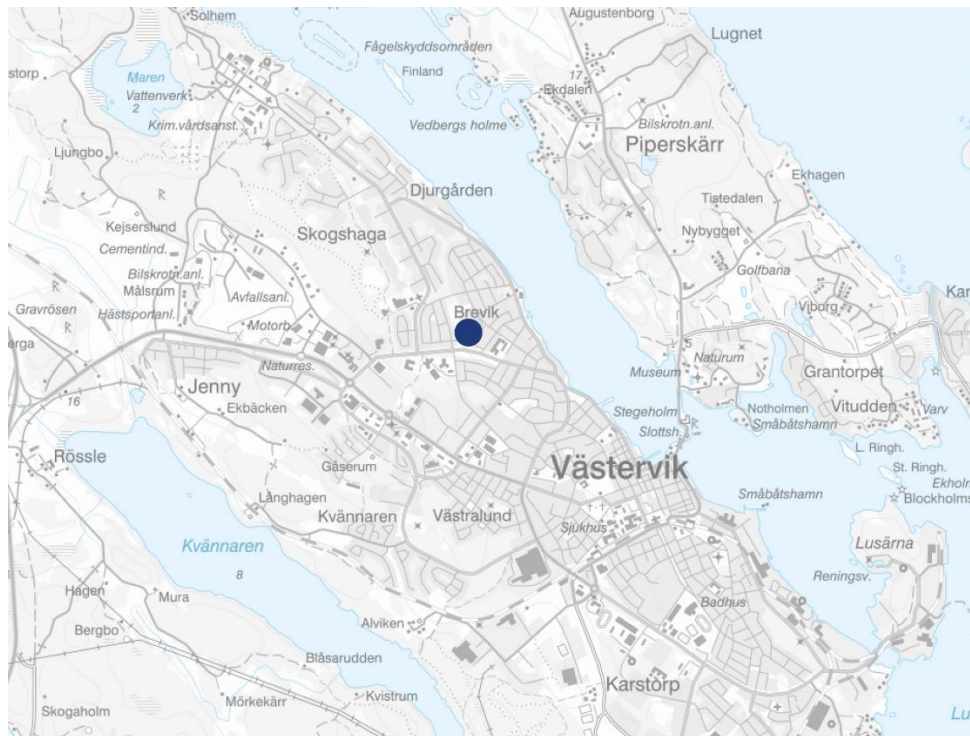 Solhem
Augustenborg
Lugnet
Fågelskyddsområden
Finland
storp
Maren
Vattenverk
2
17
Ekdalen
Krim.vårdsanst.
Vedbergs holme
Bilskrotn.anl.
Piperskärr
Ljungbo
Ekhagen
Djurgården
Tistedalen
Kejserslund
Skogshaga
Nybygget
Cementind.
Bilskrotn.anl.
Golfbana
Målsrum
Avfallsanl.
Kar
Gravrösen
Hästsportanl.
Brevik
Viborg
Motorb.
erga
5
Naturum
Naturres.
Museum
Grantorpet
Jenny
16
Ekbäcken
Stegeholm
Notholmen
Vitudden
Varv
Småbåtshamn
Slottsh.
L. Ringh.
Rössle
Gåserum
Västervik
St. Ringh.
Ekholm
Långhagen
Småbåtshamn
Blockholms
Kvännaren
Västralund
Sjukhus
Kvännaren
Lusärna
8
Reningsv.
Hagen
Mura
Badhus
Bergbo
Alviken
Blåsarudden
Karstorp
Mörkekärr
Kvistrum
Skogaholm
Lu